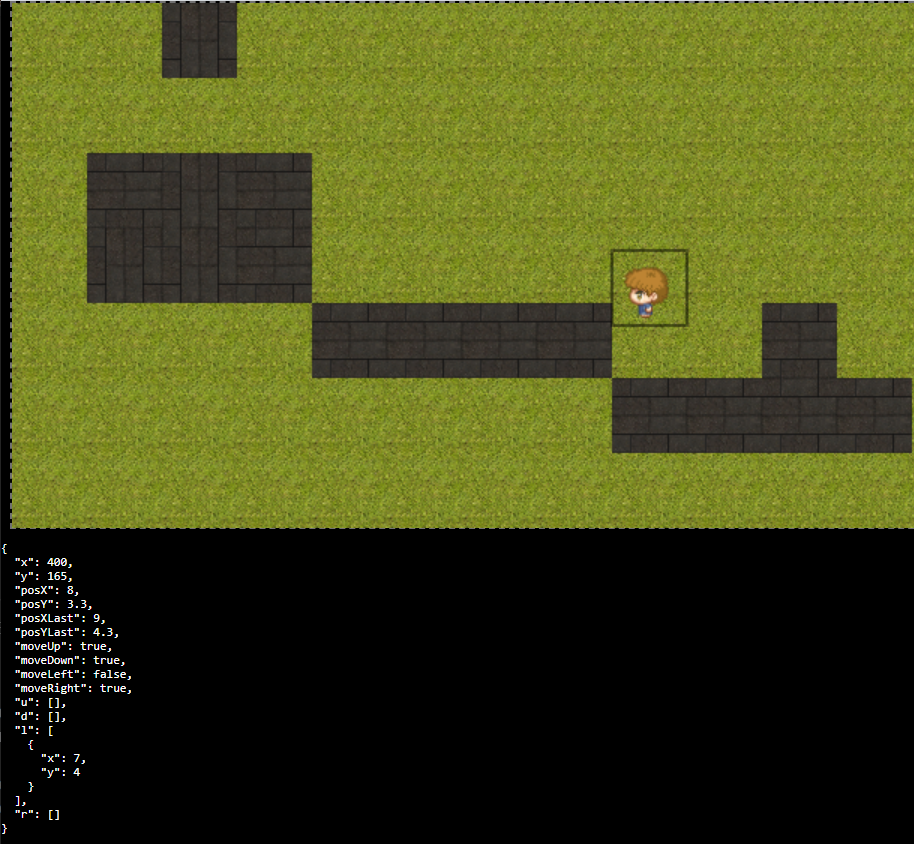 {
"x": 400,
"y": 165,
"posX": 8,
"posY": 3.3,
"posXLast": 9,
"posYLast": 4.3,
"moveUp": true,
"moveDown": true,
"moveLeft": false,
"moveRight": true,
"u": [],
"d": [],
"l": [
{
"x": 7,
"y": 4
}
],
"r": []
}